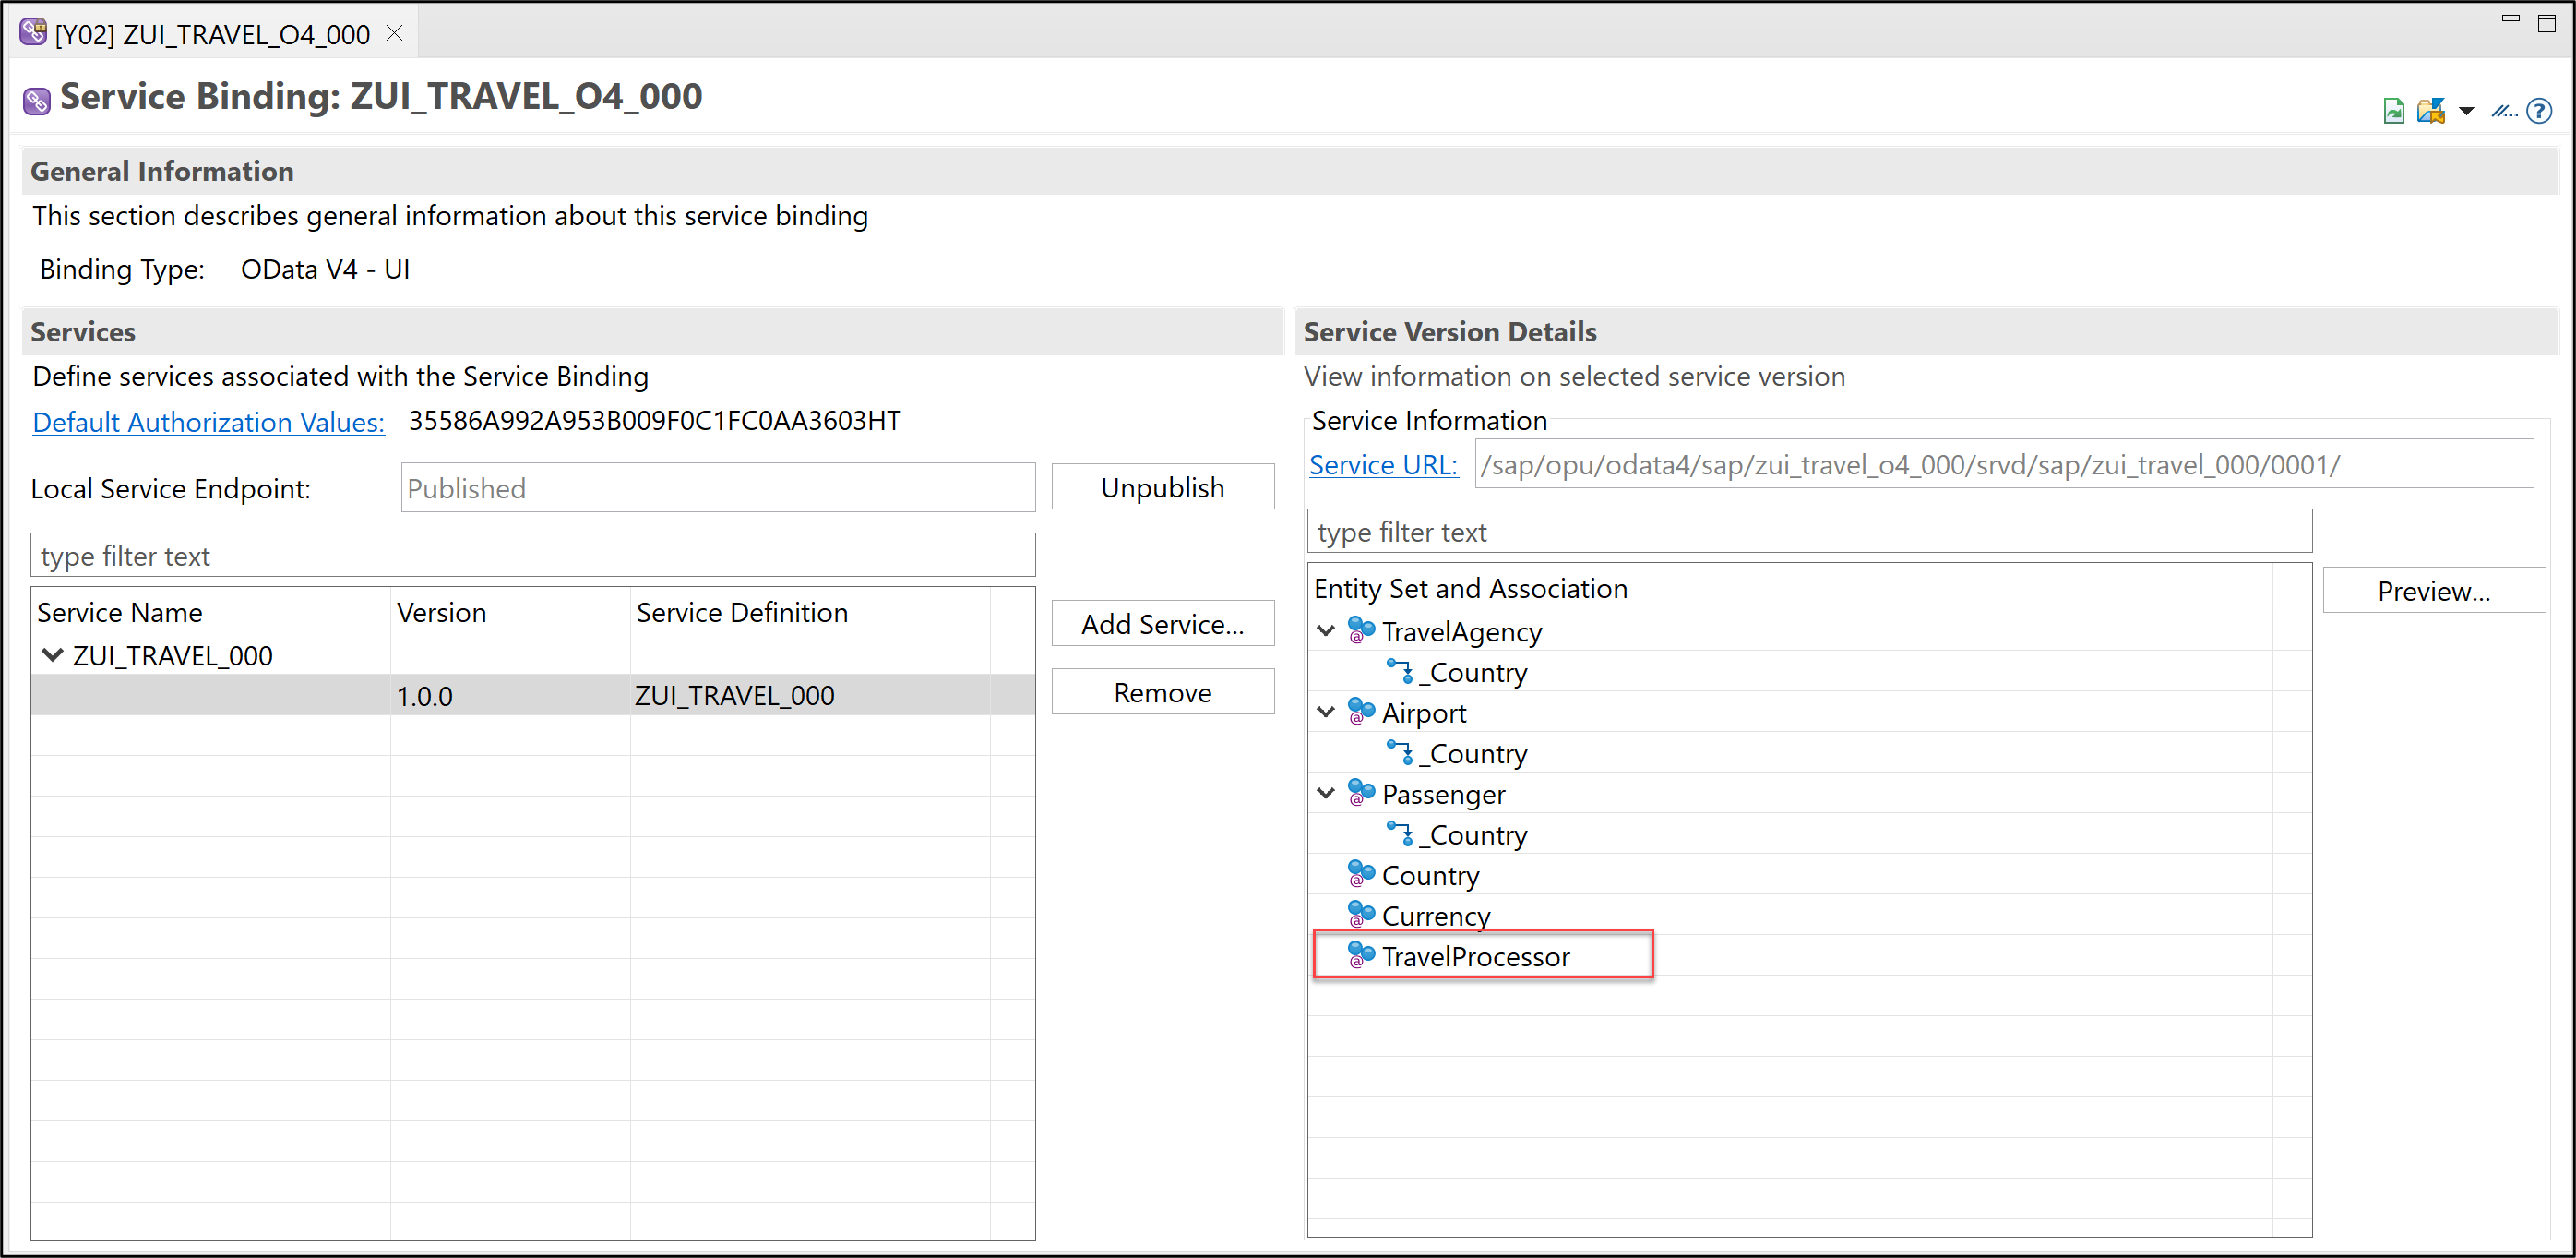 [Y02] ZUI_TRAVEL_O4_000
Service Binding: ZUI_TRAVEL_O4_000
General Information
This section describes general information about this service binding
Binding Type: OData V4 - UI
Services
Define services associated with the Service Binding
Default Authorization Values: 35586A992A953B009F0C1FC0AA3603HT
Local Service Endpoint: Published
Unpublish
type filter text
Service Name Version Service Definition
ZUI_TRAVEL_000
1.0.0 ZUI_TRAVEL_000
Add Service...
Remove
Service Version Details
View information on selected service version
Service Information
Service URL: /sap/opu/odata4/sap/zui_travel_o4_000/srvd/sap/zui_travel_000/0001/
type filter text
Entity Set and Association
TravelAgency
_Country
Airport
_Country
Passenger
_Country
Country
Currency
TravelProcessor
Preview...